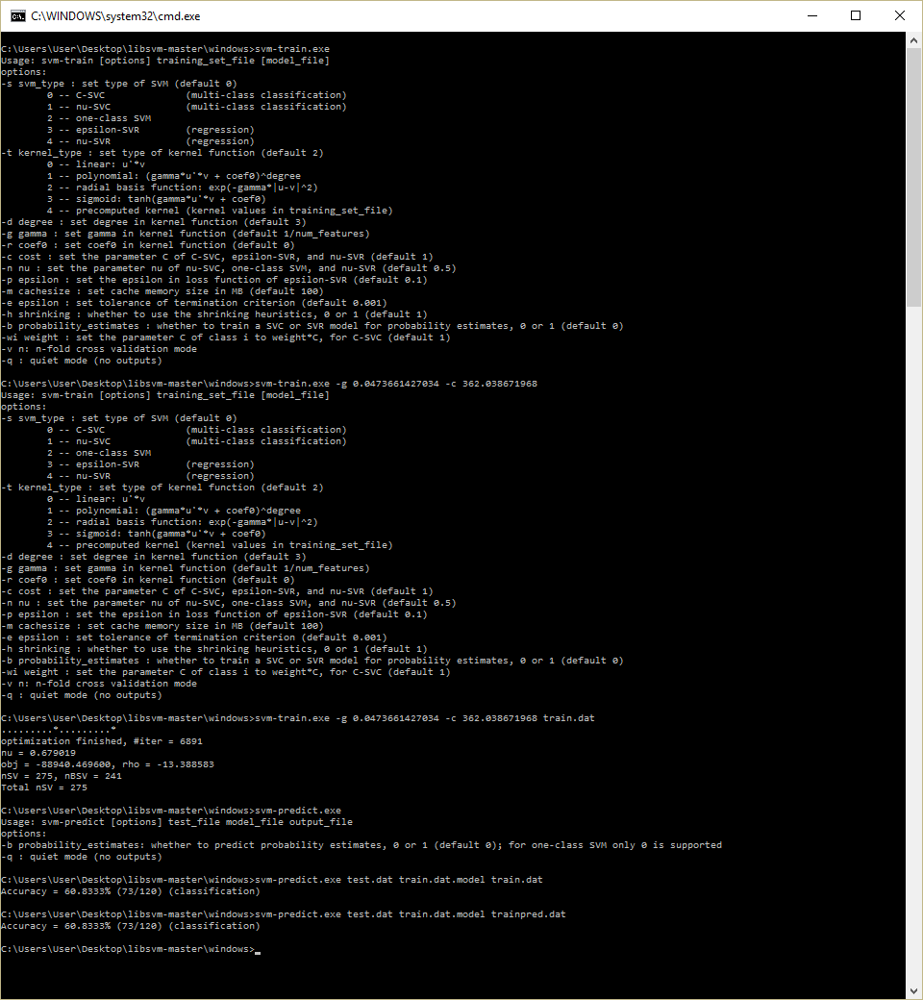 C:\WINDOWS\system32\cmd.exe
C:\Users\User\Desktop\libsvm-master\windows>svm-train.exe
Usage: svm-train [options] training_set_file [model_file]
options:
-s svm_type : set type of SVM (default 0)
0 -- C-SVC (multi-class classification)
1 -- nu-SVC (multi-class classification)
2 -- one-class SVM
3 -- epsilon-SVR (regression)
4 -- nu-SVR (regression)
-t kernel_type : set type of kernel function (default 2)
0 -- linear: u'*v
1 -- polynomial: (gamma*u'*v + coef0)^degree
2 -- radial basis function: exp(-gamma*|u-v|^2)
3 -- sigmoid: tanh(gamma*u'*v + coef0)
4 -- precomputed kernel (kernel values in training_set_file)
-d degree : set degree in kernel function (default 3)
-g gamma : set gamma in kernel function (default 1/num_features)
-r coef0 : set coef0 in kernel function (default 0)
-c cost : set the parameter C of C-SVC, epsilon-SVR, and nu-SVR (default 1)
-n nu : set the parameter nu of nu-SVC, one-class SVM, and nu-SVR (default 0.5)
-p epsilon : set the epsilon in loss function of epsilon-SVR (default 0.1)
-m cachesize : set cache memory size in MB (default 100)
-e epsilon : set tolerance of termination criterion (default 0.001)
-h shrinking : whether to use the shrinking heuristics, 0 or 1 (default 1)
-b probability_estimates : whether to train a SVC or SVR model for probability estimates, 0 or 1 (default 0)
-wi weight : set the parameter C of class i to weight*C, for C-SVC (default 1)
-v n: n-fold cross validation mode
-q : quiet mode (no outputs)
C:\Users\User\Desktop\libsvm-master\windows>svm-train.exe -g 0.0473661427034 -c 362.038671968
Usage: svm-train [options] training_set_file [model_file]
options:
-s svm_type : set type of SVM (default 0)
0 -- C-SVC (multi-class classification)
1 -- nu-SVC (multi-class classification)
2 -- one-class SVM
3 -- epsilon-SVR (regression)
4 -- nu-SVR (regression)
-t kernel_type : set type of kernel function (default 2)
0 -- linear: u'*v
1 -- polynomial: (gamma*u'*v + coef0)^degree
2 -- radial basis function: exp(-gamma*|u-v|^2)
3 -- sigmoid: tanh(gamma*u'*v + coef0)
4 -- precomputed kernel (kernel values in training_set_file)
-d degree : set degree in kernel function (default 3)
-g gamma : set gamma in kernel function (default 1/num_features)
-r coef0 : set coef0 in kernel function (default 0)
-c cost : set the parameter C of C-SVC, epsilon-SVR, and nu-SVR (default 1)
-n nu : set the parameter nu of nu-SVC, one-class SVM, and nu-SVR (default 0.5)
-p epsilon : set the epsilon in loss function of epsilon-SVR (default 0.1)
-m cachesize : set cache memory size in MB (default 100)
-e epsilon : set tolerance of termination criterion (default 0.001)
-h shrinking : whether to use the shrinking heuristics, 0 or 1 (default 1)
-b probability_estimates : whether to train a SVC or SVR model for probability estimates, 0 or 1 (default 0)
-wi weight : set the parameter C of class i to weight*C, for C-SVC (default 1)
-v n: n-fold cross validation mode
-q : quiet mode (no outputs)
C:\Users\User\Desktop\libsvm-master\windows>svm-train.exe -g 0.0473661427034 -c 362.038671968 train.dat
.........*.........*
optimization finished, #iter = 6891
nu = 0.679019
obj = -88940.469600, rho = -13.388583
nSV = 275, nBSV = 241
Total nSV = 275
C:\Users\User\Desktop\libsvm-master\windows>svm-predict.exe
Usage: svm-predict [options] test_file model_file output_file
options:
-b probability_estimates: whether to predict probability estimates, 0 or 1 (default 0); for one-class SVM only 0 is supported
-q : quiet mode (no outputs)
C:\Users\User\Desktop\libsvm-master\windows>svm-predict.exe test.dat train.dat.model train.dat
Accuracy = 60.8333% (73/120) (classification)
C:\Users\User\Desktop\libsvm-master\windows>svm-predict.exe test.dat train.dat.model trainpred.dat
Accuracy = 60.8333% (73/120) (classification)
C:\Users\User\Desktop\libsvm-master\windows>